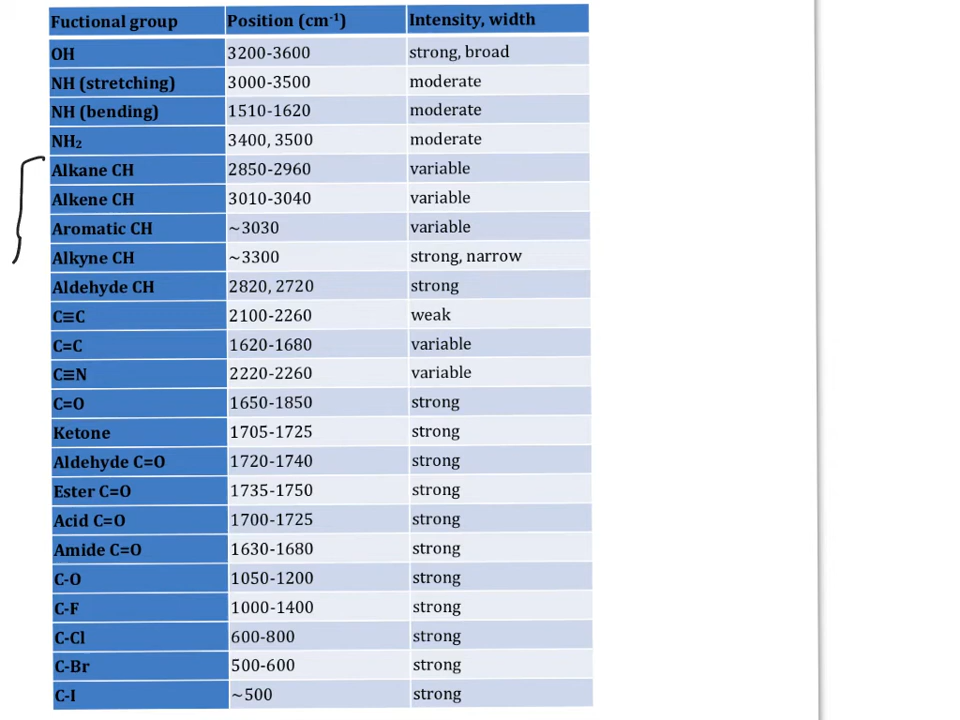 Fuctional group Position (cm⁻¹) Intensity, width
OH 3200-3600 strong, broad
NH (stretching) 3000-3500 moderate
NH (bending) 1510-1620 moderate
NH₂ 3400, 3500 moderate
Alkane CH 2850-2960 variable
Alkene CH 3010-3040 variable
Aromatic CH ~3030 variable
Alkyne CH ~3300 strong, narrow
Aldehyde CH 2820, 2720 strong
C≡C 2100-2260 weak
C=C 1620-1680 variable
C≡N 2220-2260 variable
C=O 1650-1850 strong
Ketone 1705-1725 strong
Aldehyde C=O 1720-1740 strong
Ester C=O 1735-1750 strong
Acid C=O 1700-1725 strong
Amide C=O 1630-1680 strong
C-O 1050-1200 strong
C-F 1000-1400 strong
C-Cl 600-800 strong
C-Br 500-600 strong
C-I ~500 strong